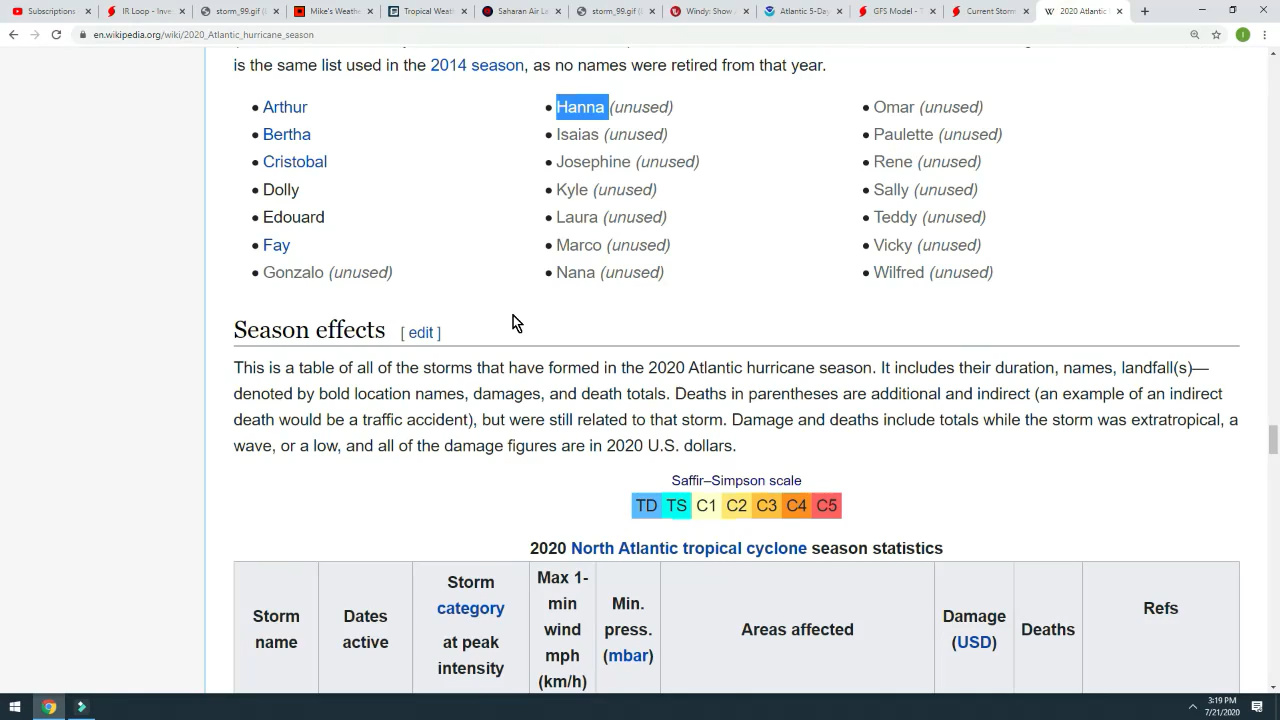 Subscriptions
IR Loop - Inve
storm_99.gif (
Mike's Weathe
Tropical Weat
Saharan Air La
storm_99.gif (
Windy: Show
Atlantic 5-Day
GFS Model - T
Current Storm
2020 Atlantic
en.wikipedia.org/wiki/2020_Atlantic_hurricane_season
is the same list used in the 2014 season, as no names were retired from that year.
Arthur
Bertha
Cristobal
Dolly
Edouard
Fay
Gonzalo (unused)
Hanna (unused)
Isaias (unused)
Josephine (unused)
Kyle (unused)
Laura (unused)
Marco (unused)
Nana (unused)
Omar (unused)
Paulette (unused)
Rene (unused)
Sally (unused)
Teddy (unused)
Vicky (unused)
Wilfred (unused)
Season effects [ edit ]
This is a table of all of the storms that have formed in the 2020 Atlantic hurricane season. It includes their duration, names, landfall(s)—
denoted by bold location names, damages, and death totals. Deaths in parentheses are additional and indirect (an example of an indirect
death would be a traffic accident), but were still related to that storm. Damage and deaths include totals while the storm was extratropical, a
wave, or a low, and all of the damage figures are in 2020 U.S. dollars.
Saffir–Simpson scale
TD TS C1 C2 C3 C4 C5
2020 North Atlantic tropical cyclone season statistics
Storm
name
Dates
active
Storm
category
at peak
intensity
Max 1-
min
wind
mph
(km/h)
Min.
press.
(mbar)
Areas affected
Damage
(USD)
Deaths
Refs
3:19 PM
7/21/2020